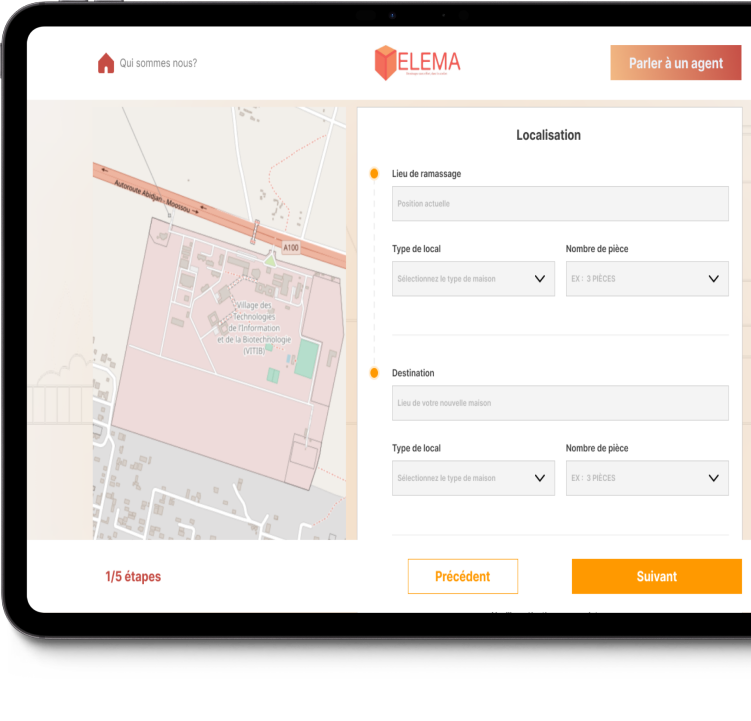 Qui sommes nous?
ELEMA
Parler à un agent
Autoroute Abidjan - Moossou
A100
Village des
Technologies
de l'Information
et de la Biotechnologie
(VITIB)
Localisation
Lieu de ramassage
Position actuelle
Type de local
Nombre de pièce
Sélectionnez le type de maison
EX : 3 PIÈCES
Destination
Lieu de votre nouvelle maison
Type de local
Nombre de pièce
Sélectionnez le type de maison
EX : 3 PIÈCES
1/5 étapes
Précédent
Suivant